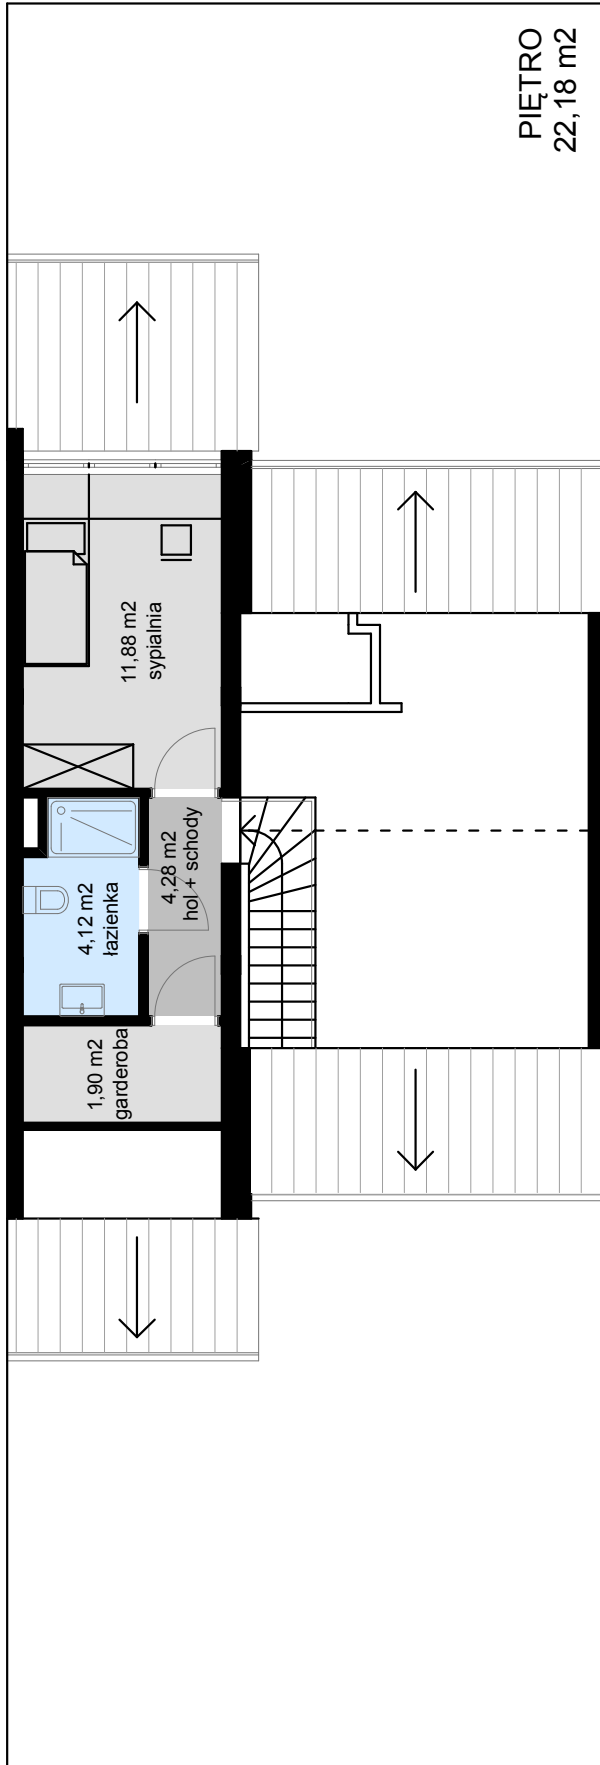 PIĘTRO
22,18 m2
11,88 m2
sypialnia
4,28 m2
hol + schody
4,12 m2
łazienka
1,90 m2
garderoba